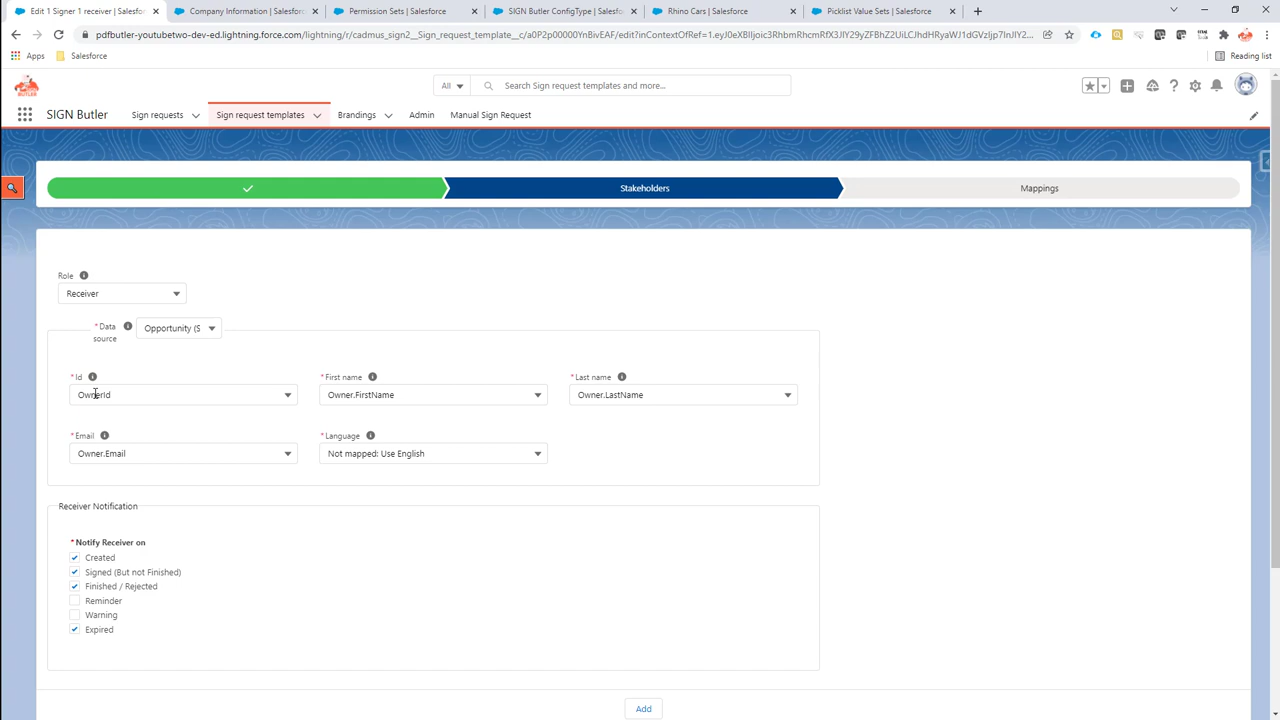 Edit 1 Signer 1 receiver | Salesfo
Company Information | Salesforc
Permission Sets | Salesforce
SIGN Butler ConfigType | Salesfo
Rhino Cars | Salesforce
Picklist Value Sets | Salesforce
Apps
Salesforce
Reading list
All
Search Sign request templates and more...
SIGN Butler
Sign requests
Sign request templates
Brandings
Admin
Manual Sign Request
Stakeholders
Mappings
Role
Receiver
* Data source
Opportunity (S
* Id
* First name
* Last name
OwnerId
Owner.FirstName
Owner.LastName
* Email
* Language
Owner.Email
Not mapped: Use English
Receiver Notification
* Notify Receiver on
Created
Signed (But not Finished)
Finished / Rejected
Reminder
Warning
Expired
Add